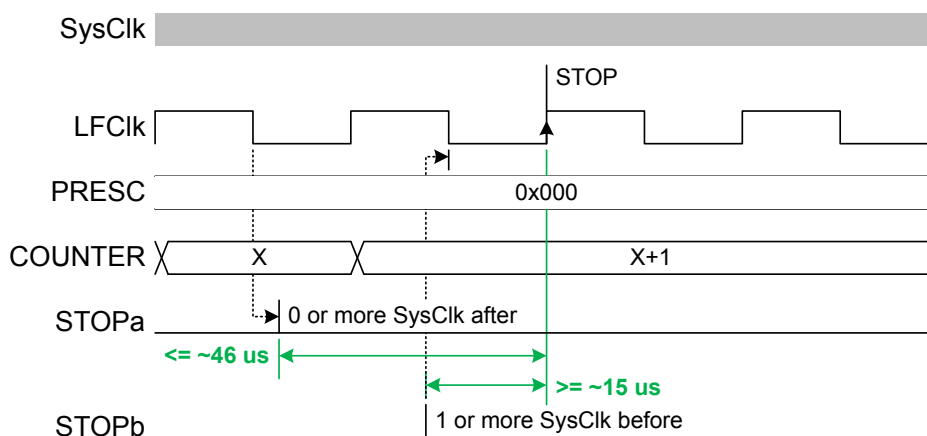 SysClk
STOP
LFClk
PRESC
0x000
COUNTER
X
X+1
STOPa
0 or more SysClk after
<= ~46 us
>= ~15 us
STOPb
1 or more SysClk before